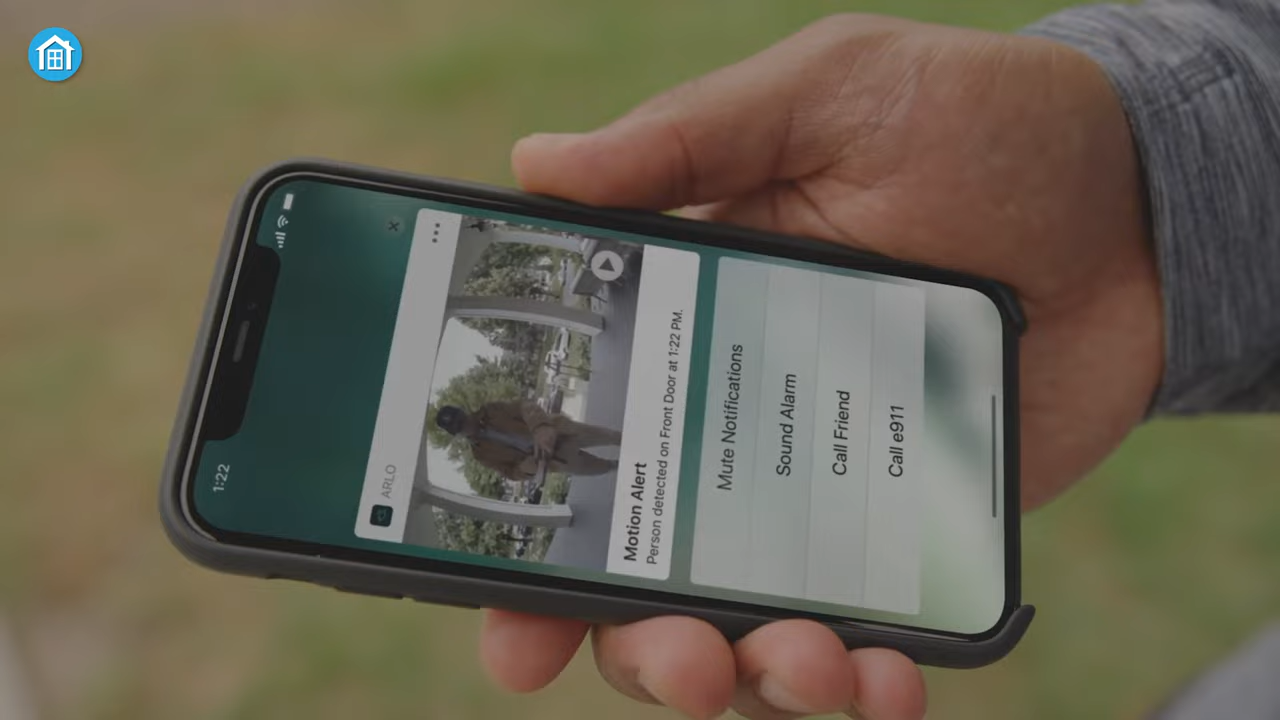 1:22
ARLO
Motion Alert
Person detected on Front Door at 1:22 PM.
Mute Notifications
Sound Alarm
Call Friend
Call e911